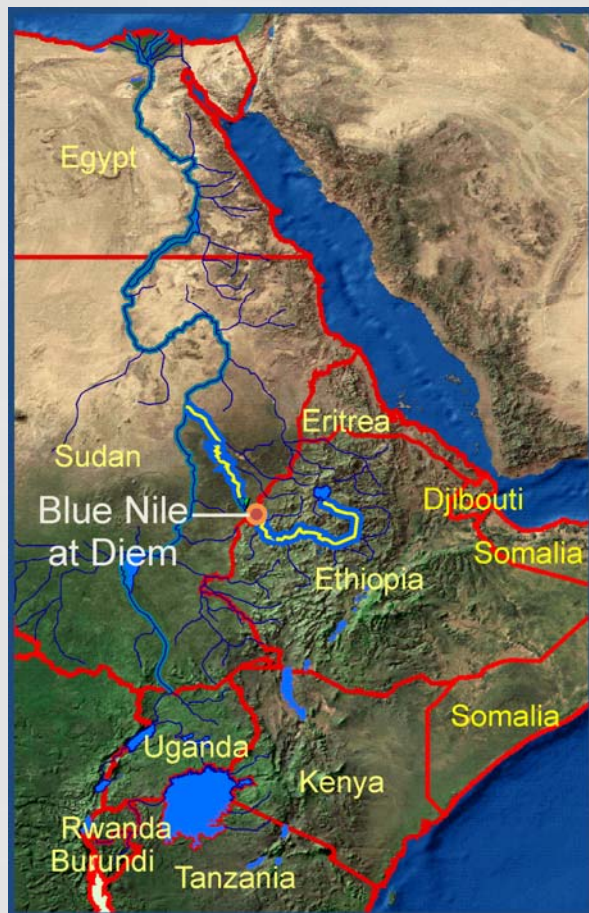 Egypt
Eritrea
Sudan
Djibouti
Blue Nile
at Diem
Somalia
Ethiopia
Somalia
Uganda
Kenya
Rwanda
Burundi
Tanzania